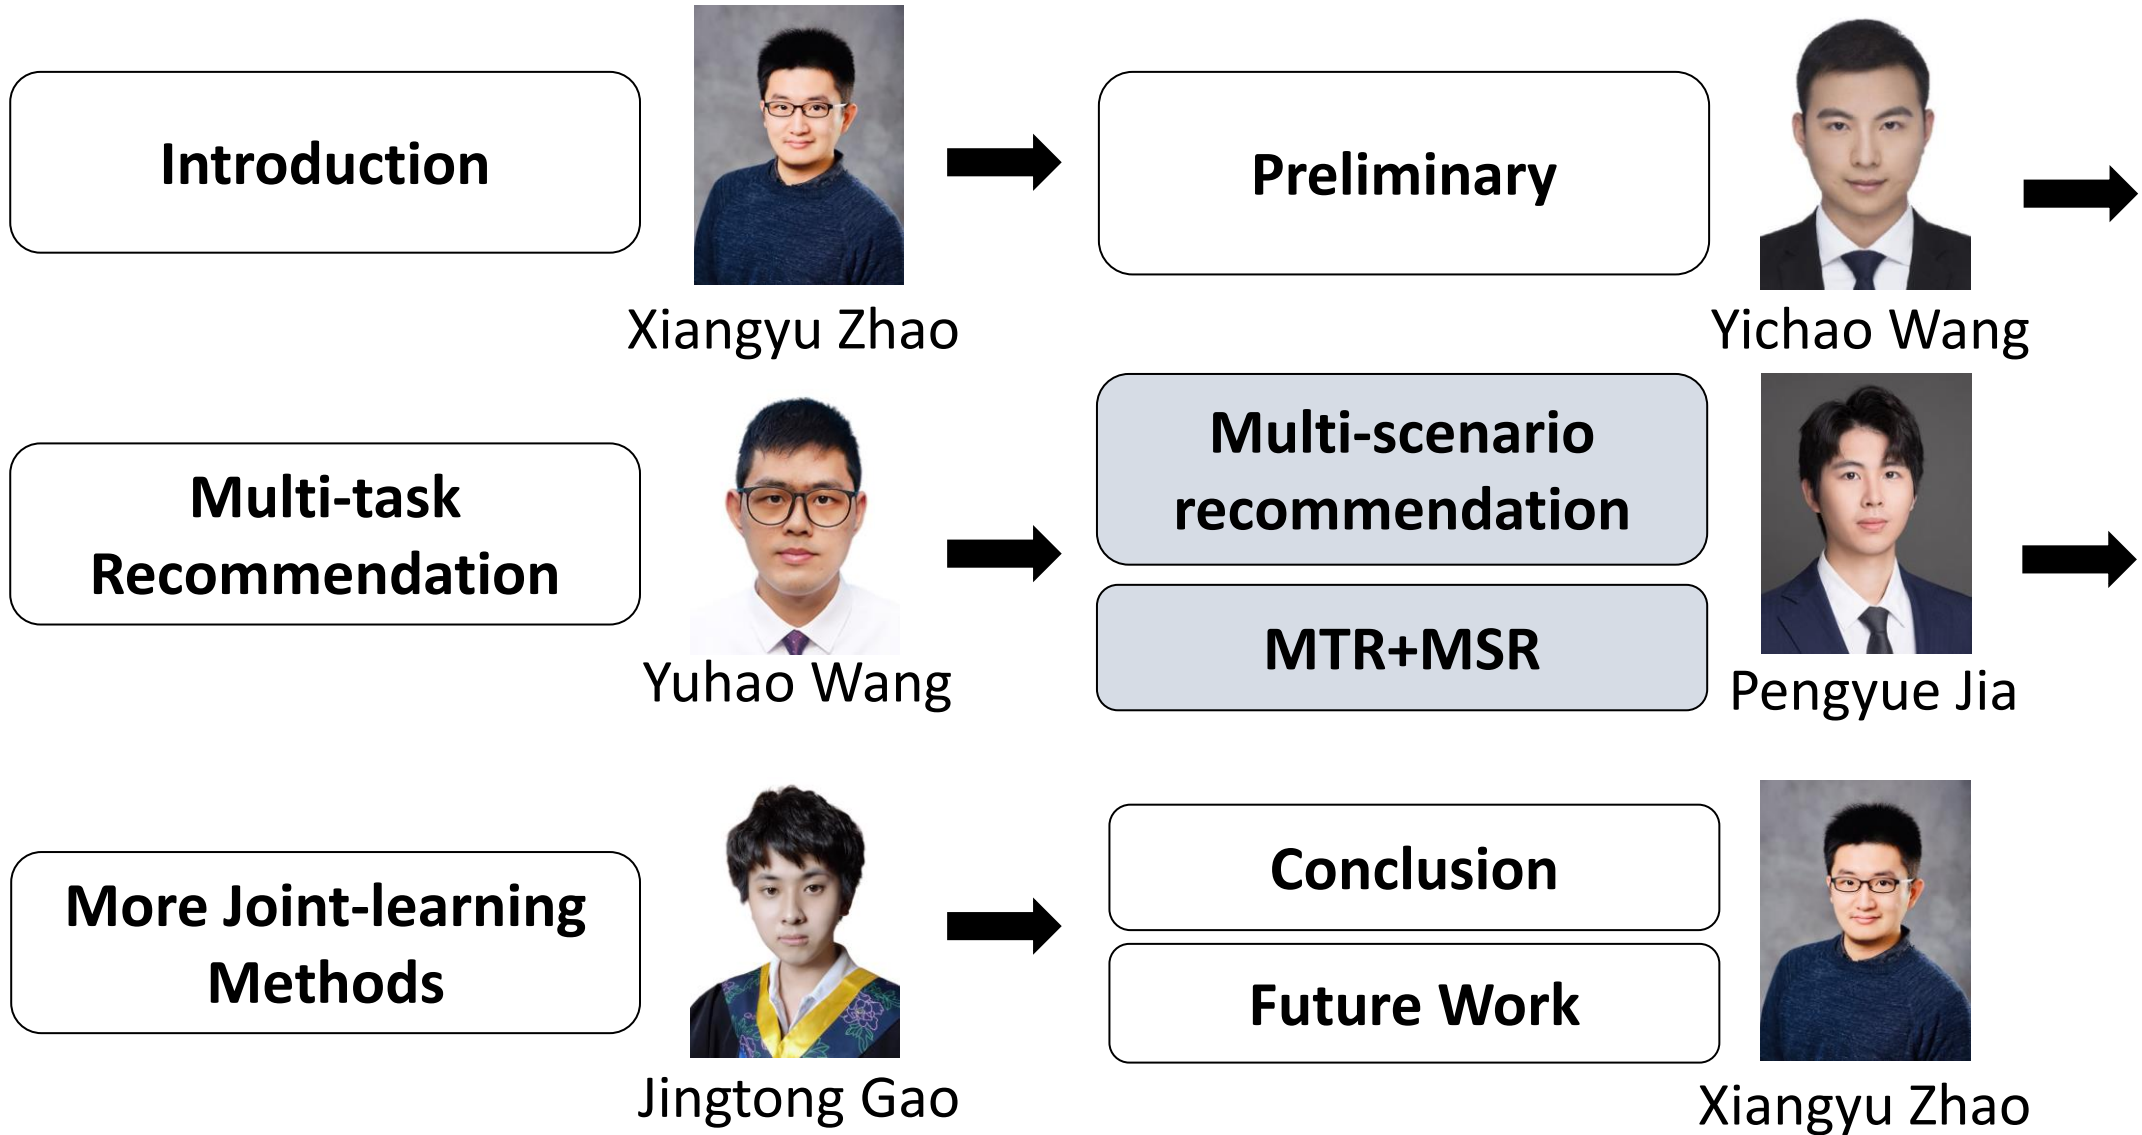 Introduction
Xiangyu Zhao
Preliminary
Yichao Wang
Multi-task
Recommendation
Yuhao Wang
Multi-scenario
recommendation
MTR+MSR
Pengyue Jia
More Joint-learning
Methods
Jingtong Gao
Conclusion
Future Work
Xiangyu Zhao